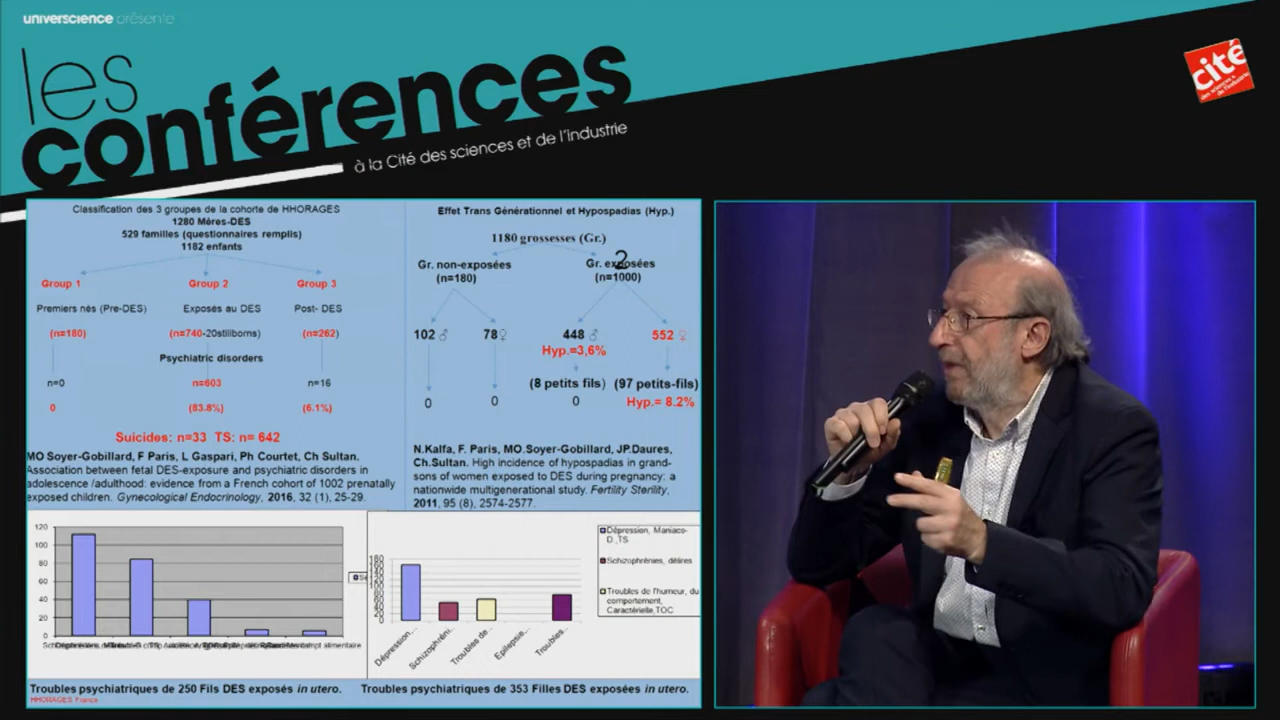 universcience présente
les
conférences
à la Cité des sciences et de l'industrie
cité
des sciences &
de l'industrie
Classification des 3 groupes de la cohorte de HHORAGES
1280 Mères-DES
529 familles (questionnaires remplis)
1182 enfants
Group 1
Group 2
Group 3
Premiers nés (Pre-DES)
Exposés au DES
Post- DES
(n=180)
(n=740-20stillborns)
(n=262)
Psychiatric disorders
n=0
n=603
n=16
0
(83.8%)
(6.1%)
Suicides: n=33 TS: n= 642
MO Soyer-Gobillard, F Paris, L Gaspari, Ph Courtet, Ch Sultan.
Association between fetal DES-exposure and psychiatric disorders in
adolescence /adulthood: evidence from a French cohort of 1002 prenatally
exposed children. Gynecological Endocrinology, 2016, 32 (1), 25-29.
Effet Trans Générationnel et Hypospadias (Hyp.)
1180 grossesses (Gr.)
2
Gr. non-exposées
(n=180)
Gr. exposées
(n=1000)
102 ♂
78♀
448 ♂
552 ♀
Hyp.=3,6%
(8 petits fils)
(97 petits-fils)
0
0
0
Hyp.= 8.2%
N.Kalfa, F. Paris, MO.Soyer-Gobillard, JP.Daures,
Ch.Sultan. High incidence of hypospadias in grand-
sons of women exposed to DES during pregnancy: a
nationwide multigenerational study. Fertility Sterility,
2011, 95 (8), 2574-2577.
120
100
80
60
40
20
0
180
160
140
Dépression...
Schizophréni...
Troubles de...
Epilepsie...
Troubles..
Dépression, Maniaco-
D.,TS
Schizophrénies, délires
Troubles de l'humeur, du
comportement,
Caractérielle,TOC
Troubles psychiatriques de 250 Fils DES exposés in utero.
Troubles psychiatriques de 353 Filles DES exposées in utero.
HHORAGES France